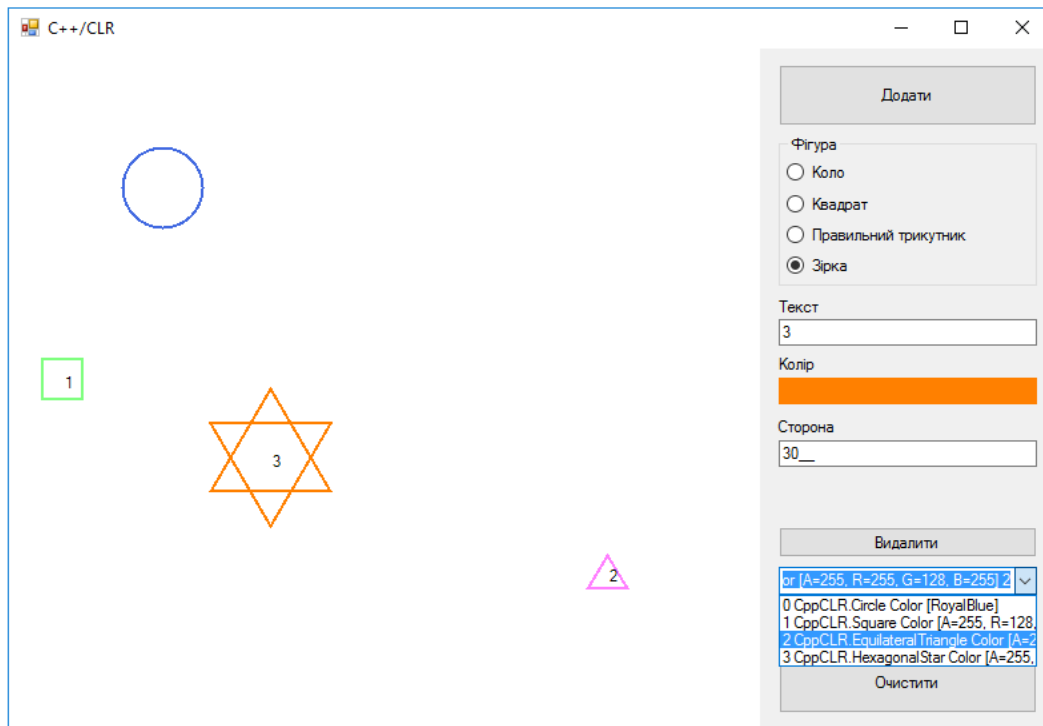 C++/CLR
Додати
Фігура
Коло
Квадрат
Правильний трикутник
Зірка
Текст
3
Колір
Сторона
30__
1
3
2
Видалити
or [A=255, R=255, G=128, B=255] 2
0 CppCLR.Circle Color [RoyalBlue]
1 CppCLR.Square Color [A=255, R=128,
2 CppCLR.EquilateralTriangle Color [A=2
3 CppCLR.HexagonalStar Color [A=255,
Очистити